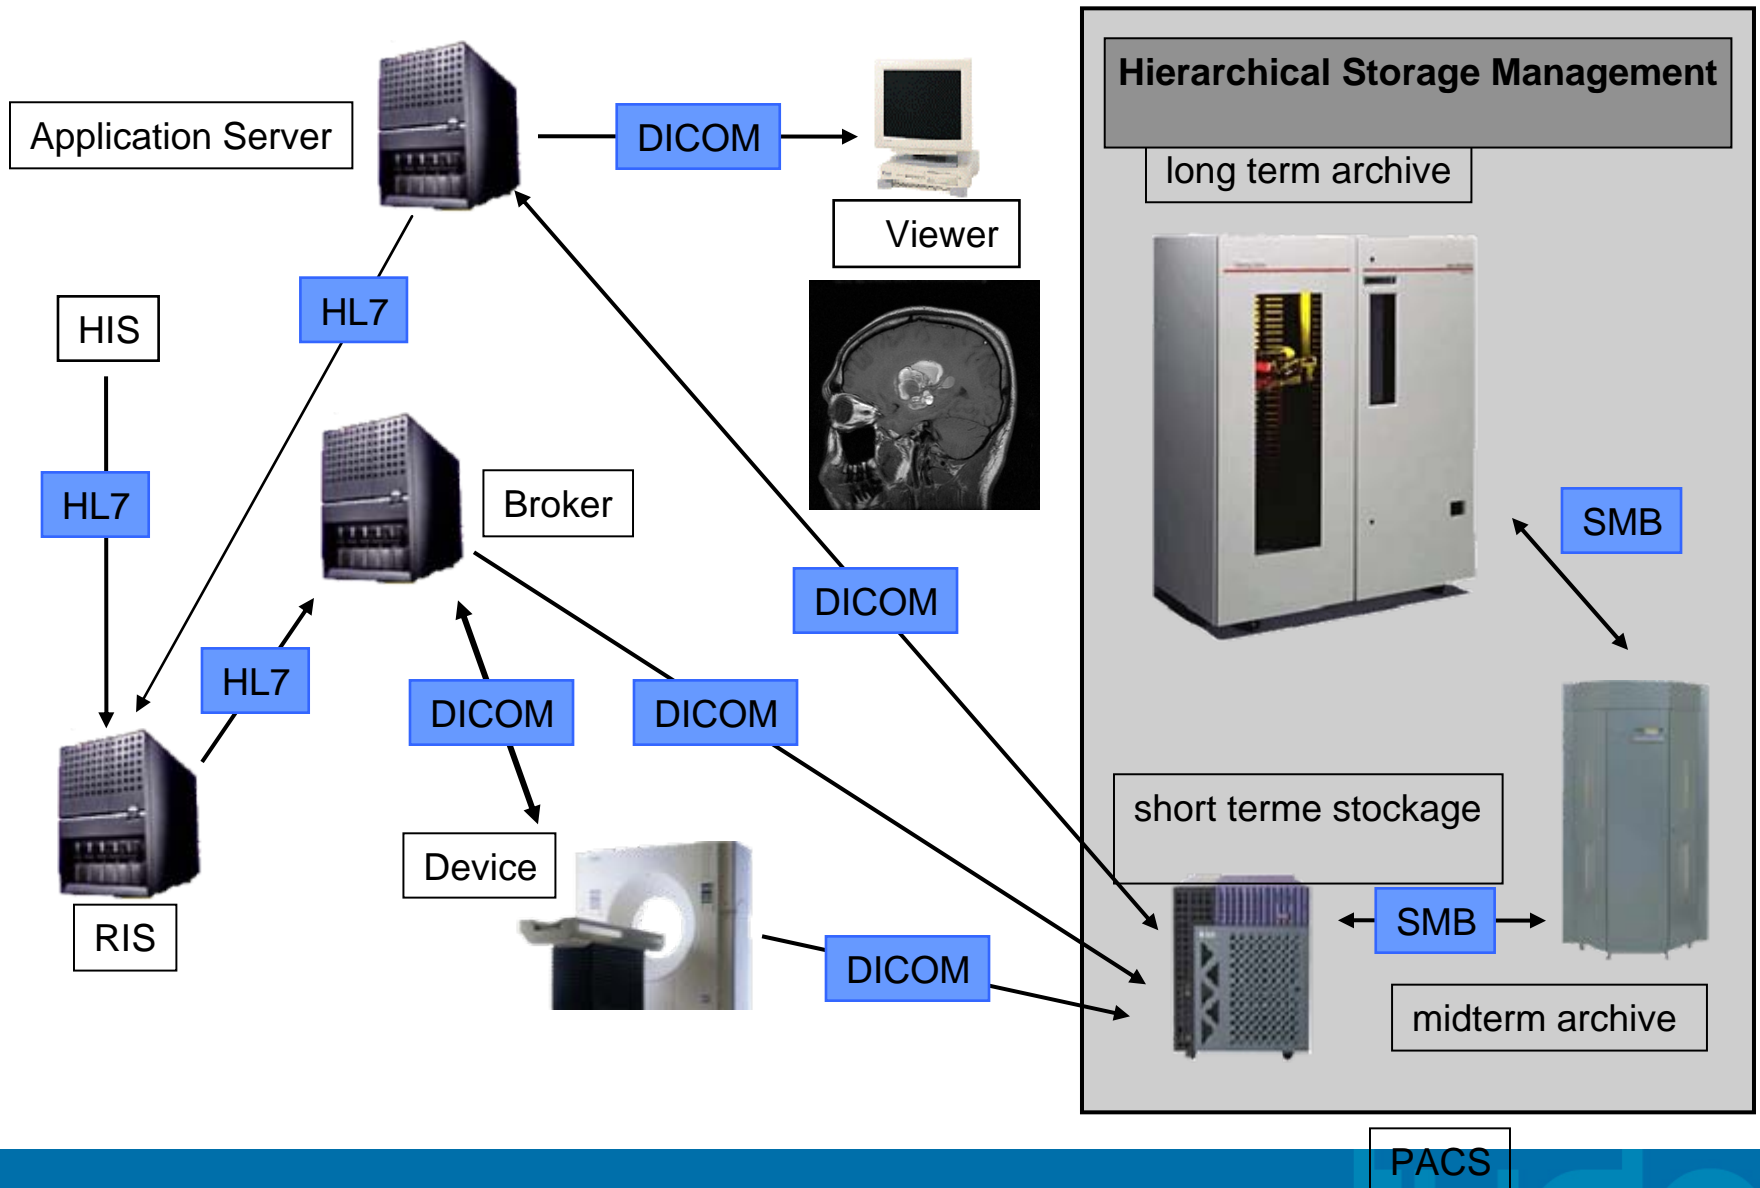 Hierarchical Storage Management
Application Server
DICOM
long term archive
Viewer
HL7
HIS
HL7
Broker
SMB
DICOM
HL7
DICOM
DICOM
short terme stockage
Device
SMB
RIS
DICOM
midterm archive
PACS